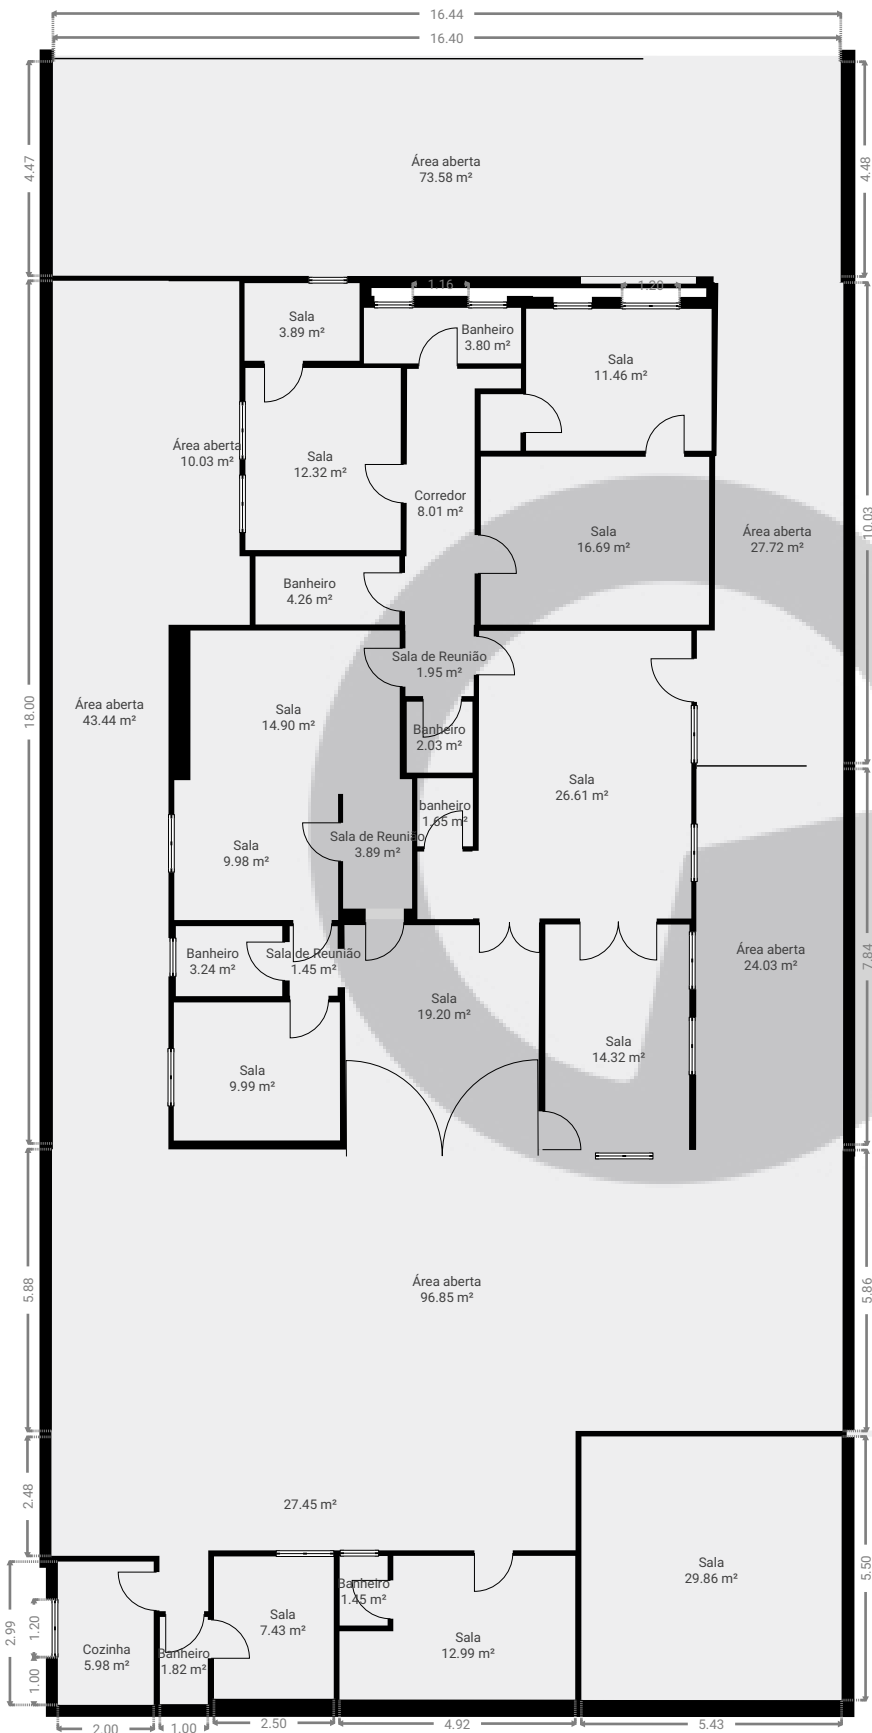 16.44
16.40
4.47
4.48
Área aberta
73.58 m²
1.16
1.20
Sala
3.89 m²
Banheiro
3.80 m²
Sala
11.46 m²
Área aberta
10.03 m²
Sala
12.32 m²
Corredor
8.01 m²
Sala
16.69 m²
Área aberta
27.72 m²
10.03
Banheiro
4.26 m²
Sala de Reunião
1.95 m²
18.00
Área aberta
43.44 m²
Sala
14.90 m²
Banheiro
2.03 m²
Sala
26.61 m²
banheiro
1.65 m²
Sala de Reunião
3.89 m²
Sala
9.98 m²
Banheiro
3.24 m²
Sala de Reunião
1.45 m²
Área aberta
24.03 m²
7.84
Sala
19.20 m²
Sala
14.32 m²
Sala
9.99 m²
5.88
5.86
Área aberta
96.85 m²
2.48
27.45 m²
Sala
29.86 m²
5.50
2.99
1.20
1.00
Banheiro
1.45 m²
Sala
7.43 m²
Sala
12.99 m²
Cozinha
5.98 m²
Banheiro
1.82 m²
2.00
1.00
2.50
4.92
5.43